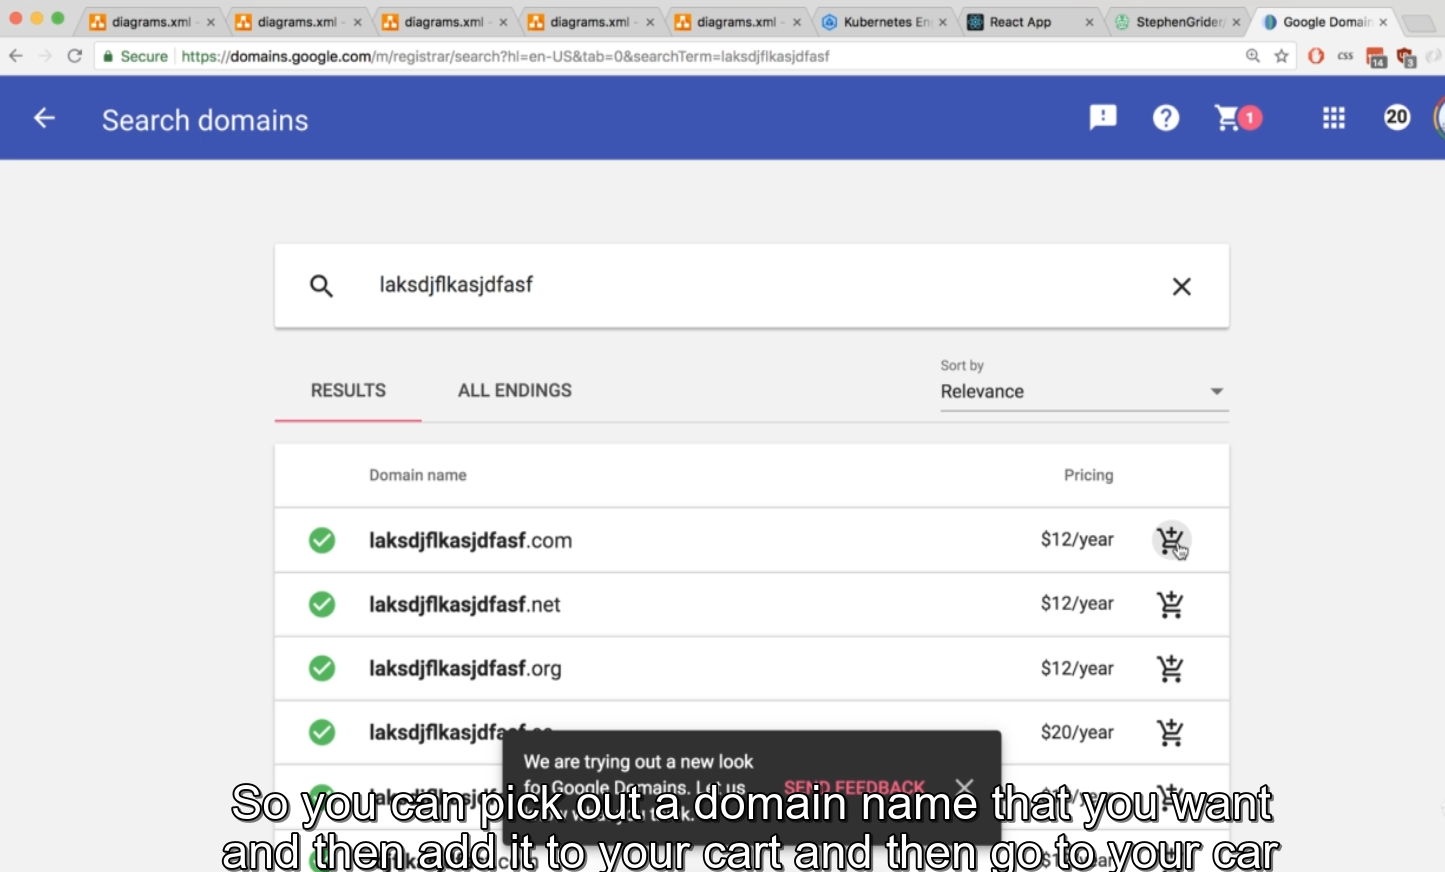 diagrams.xml -
diagrams.xml -
diagrams.xml -
diagrams.xml -
diagrams.xml -
Kubernetes En
React App
StephenGrider/
Google Domain
Secure
https://domains.google.com/m/registrar/search?hl=en-US&tab=0&searchTerm=laksdjflkasjdfasf
CSS
14
3
Search domains
1
20
laksdjflkasjdfasf
Sort by
RESULTS
ALL ENDINGS
Relevance
Domain name
Pricing
laksdjflkasjdfasf.com
$12/year
laksdjflkasjdfasf.net
$12/year
laksdjflkasjdfasf.org
$12/year
$20/year
We are trying out a new look
for Google Domains. Let us
SEND FEEDBACK
So you can pick out a domain name that you want
and then add it to your cart and then go to your car